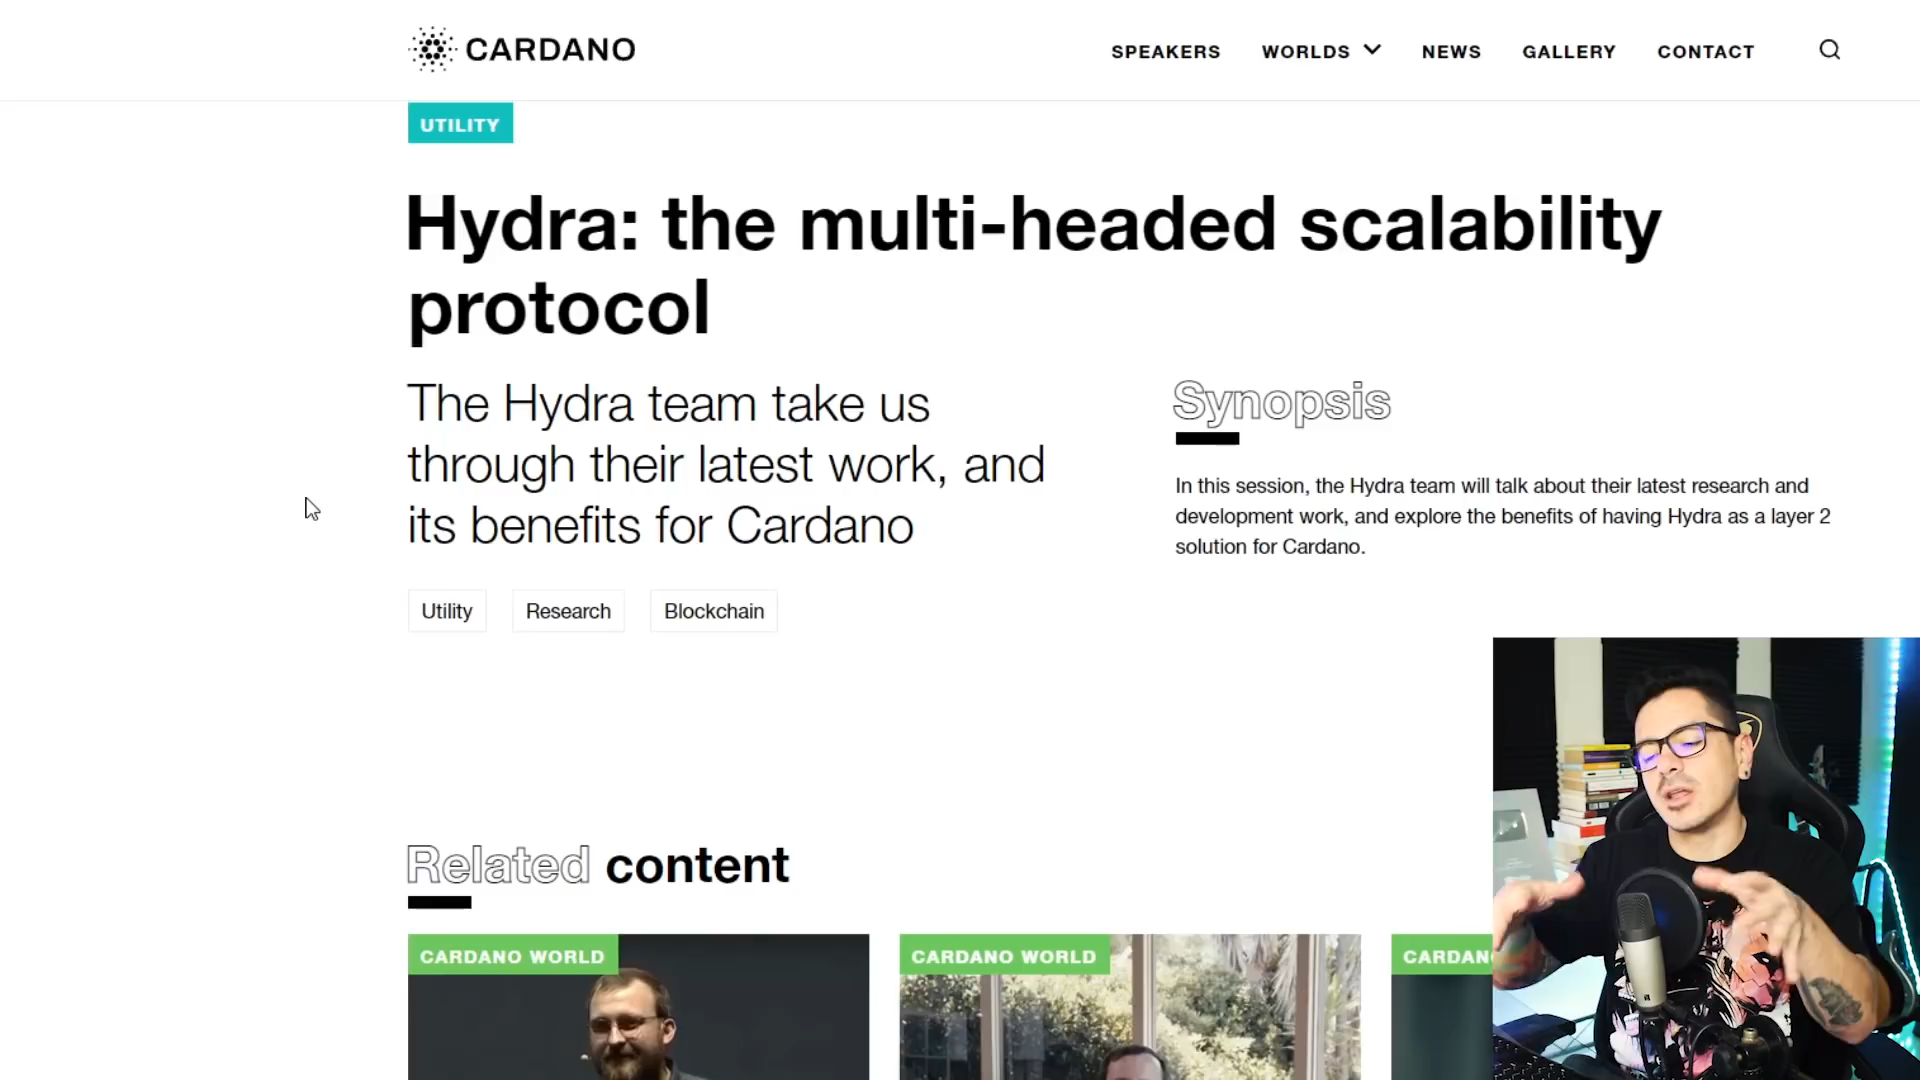 CARDANO
SPEAKERS WORLDS NEWS GALLERY CONTACT
UTILITY
Hydra: the multi-headed scalability
protocol
The Hydra team take us
through their latest work, and
its benefits for Cardano
Utility Research Blockchain
Synopsis
In this session, the Hydra team will talk about their latest research and
development work, and explore the benefits of having Hydra as a layer 2
solution for Cardano.
Related content
CARDANO WORLD
CARDANO WORLD